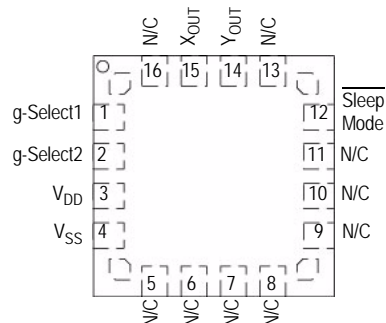 N/C XOUT YOUT N/C
16 15 14 13
g-Select1 1 12 Sleep
Mode
g-Select2 2 11 N/C
VDD 3 10 N/C
VSS 4 9 N/C
5 6 7 8
N/C N/C N/C N/C